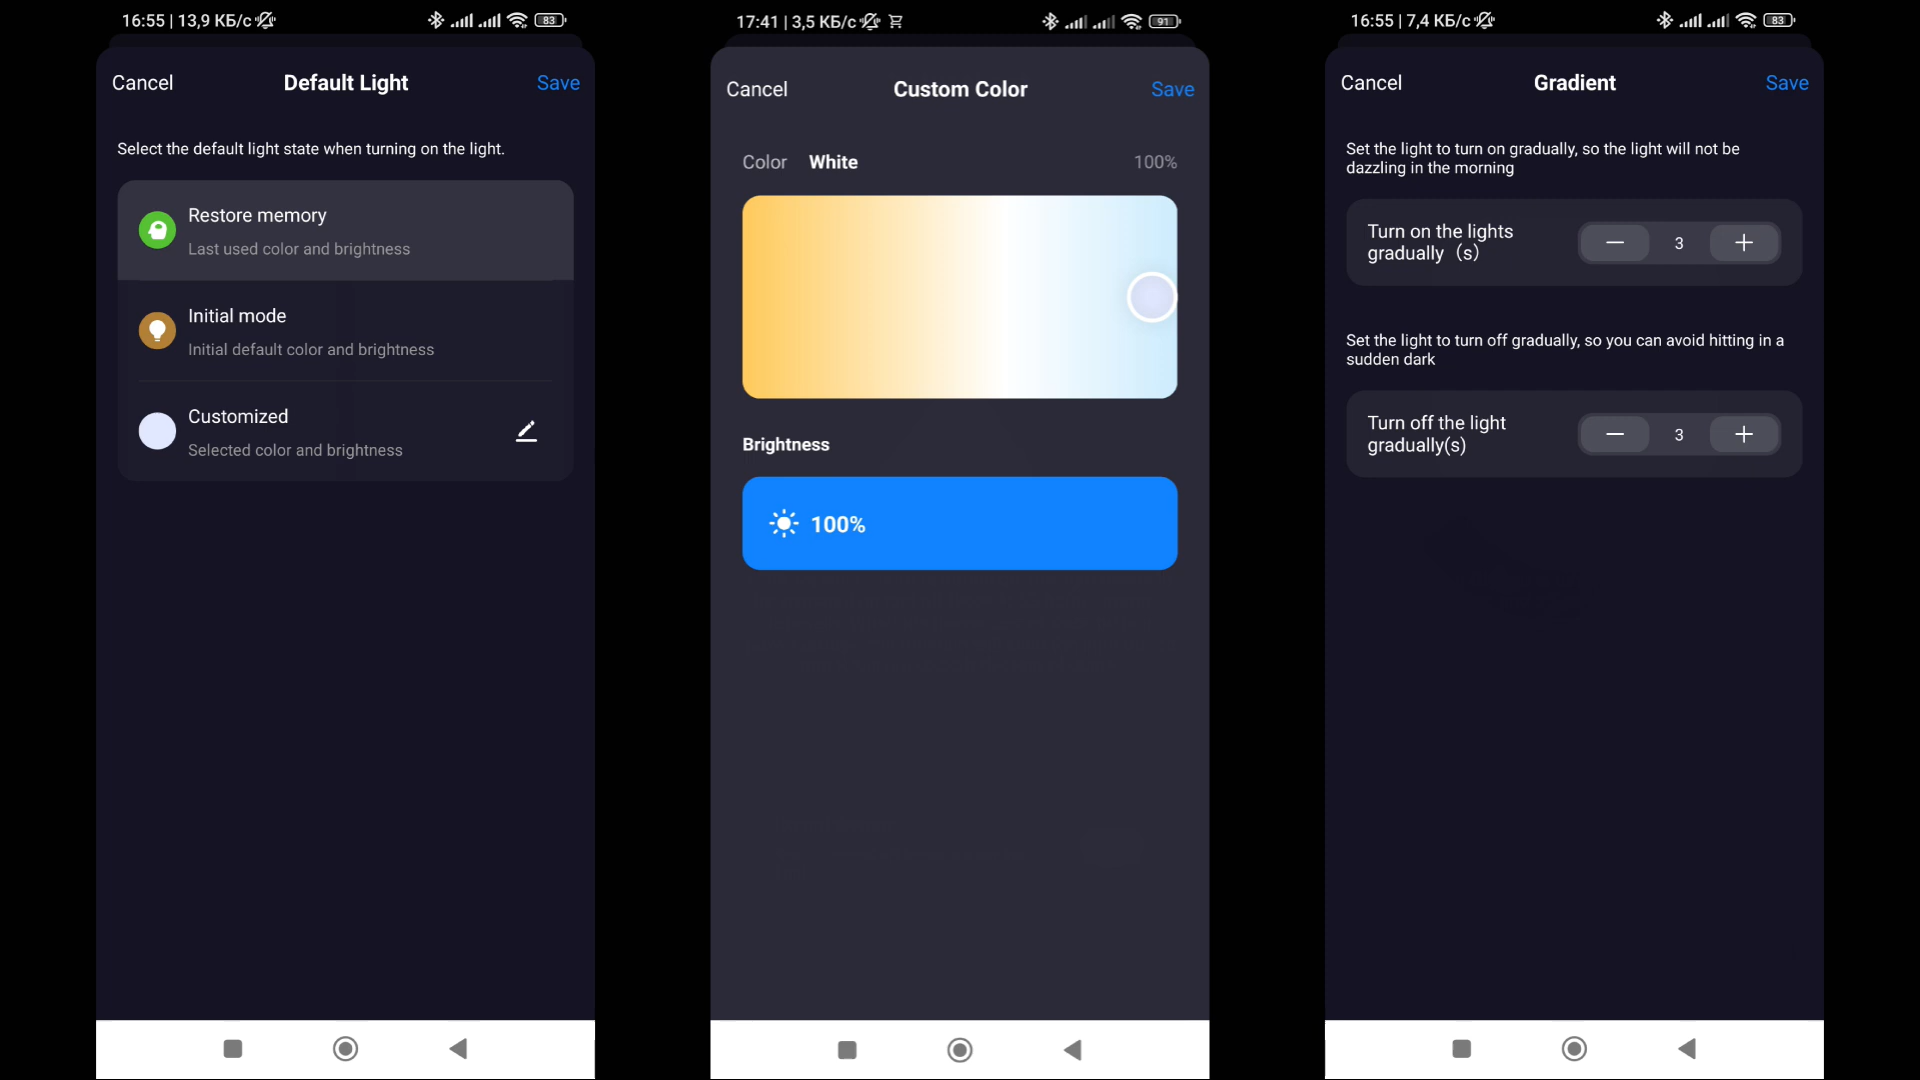 16:55 | 13,9 КБ/с
83
Cancel
Default Light
Save
Select the default light state when turning on the light.
Restore memory
Last used color and brightness
Initial mode
Initial default color and brightness
Customized
Selected color and brightness
17:41 | 3,5 КБ/с
91
Cancel
Custom Color
Save
Color White
100%
Brightness
100%
16:55 | 7,4 КБ/с
83
Cancel
Gradient
Save
Set the light to turn on gradually, so the light will not be
dazzling in the morning
Turn on the lights
gradually（s）
3
Set the light to turn off gradually, so you can avoid hitting in a
sudden dark
Turn off the light
gradually(s)
3